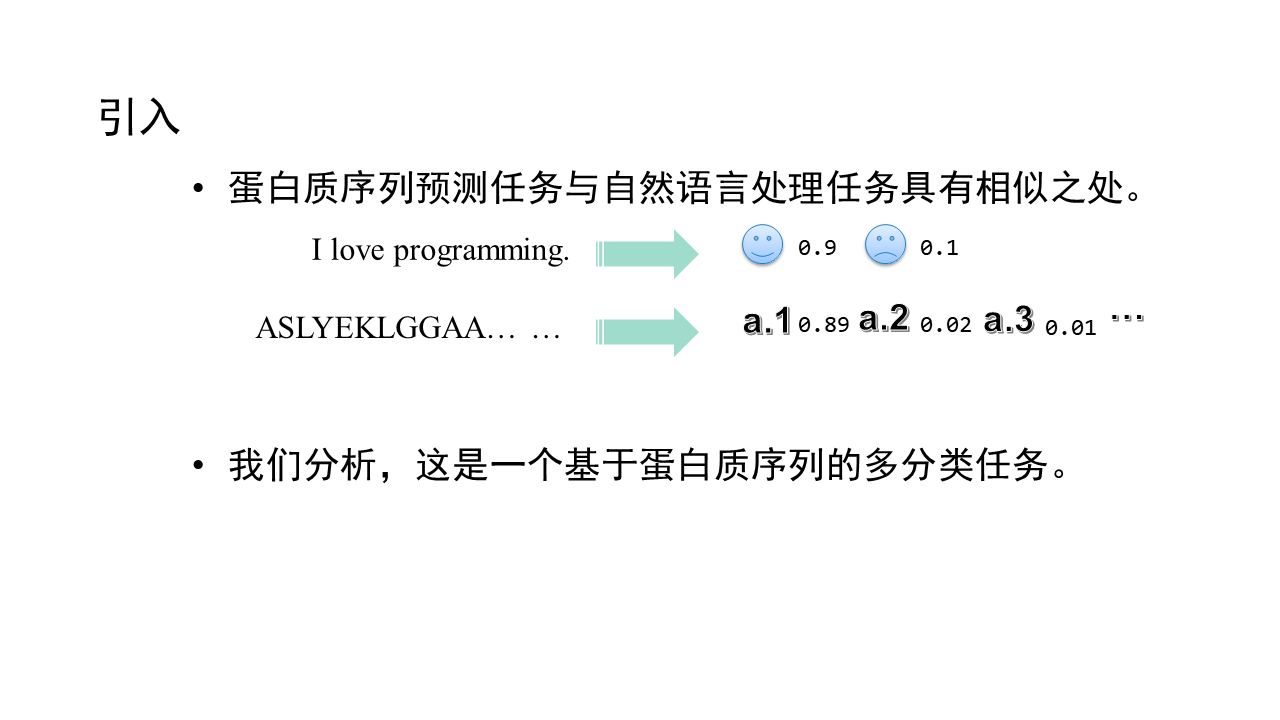 引入
• 蛋白质序列预测任务与自然语言处理任务具有相似之处。
I love programming. 0.9 0.1
ASLYEKLGGAA… … a.1 0.89 a.2 0.02 a.3 0.01 …
• 我们分析，这是一个基于蛋白质序列的多分类任务。